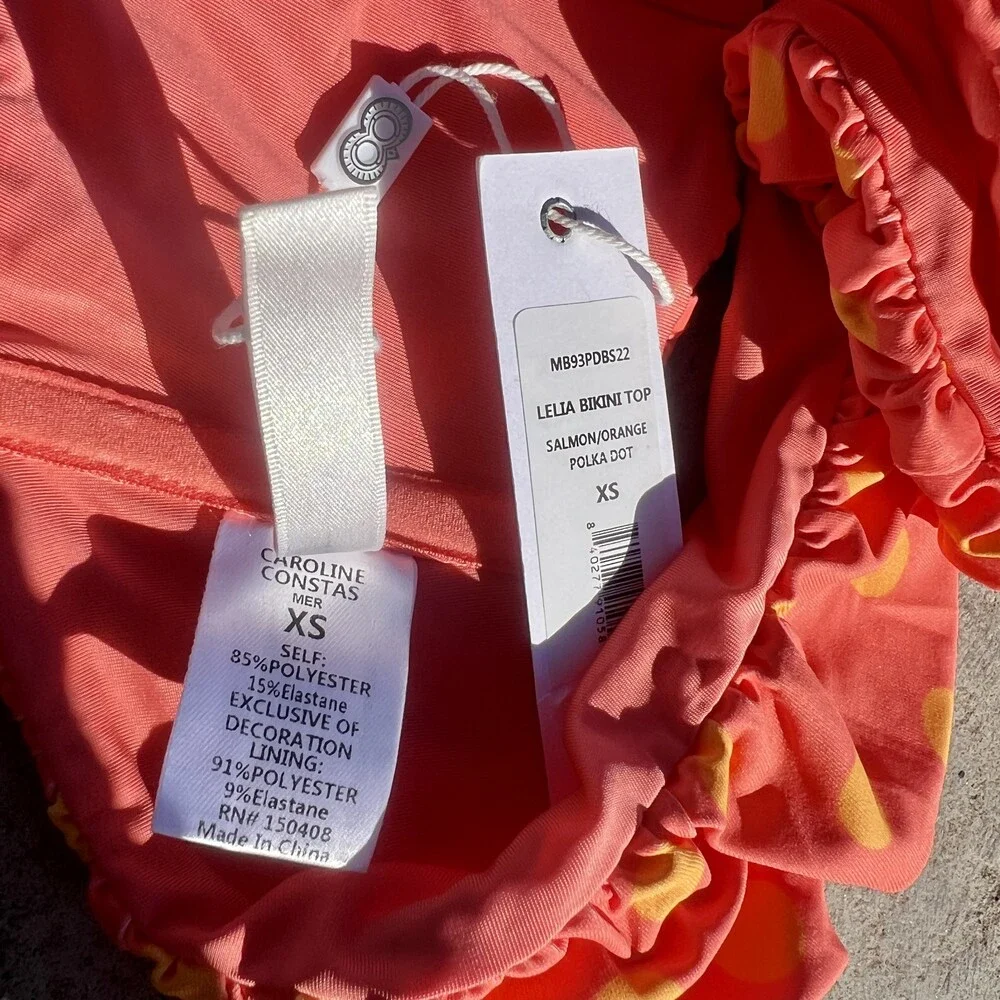 MB93PDBS22
LELIA BIKINI TOP
SALMON/ORANGE
POLKA DOT
XS
CAROLINE
CONSTAS
MER
XS
SELF:
85%POLYESTER
15%Elastane
EXCLUSIVE OF
DECORATION
LINING:
91%POLYESTER
9%Elastane
RN# 150408
Made In China